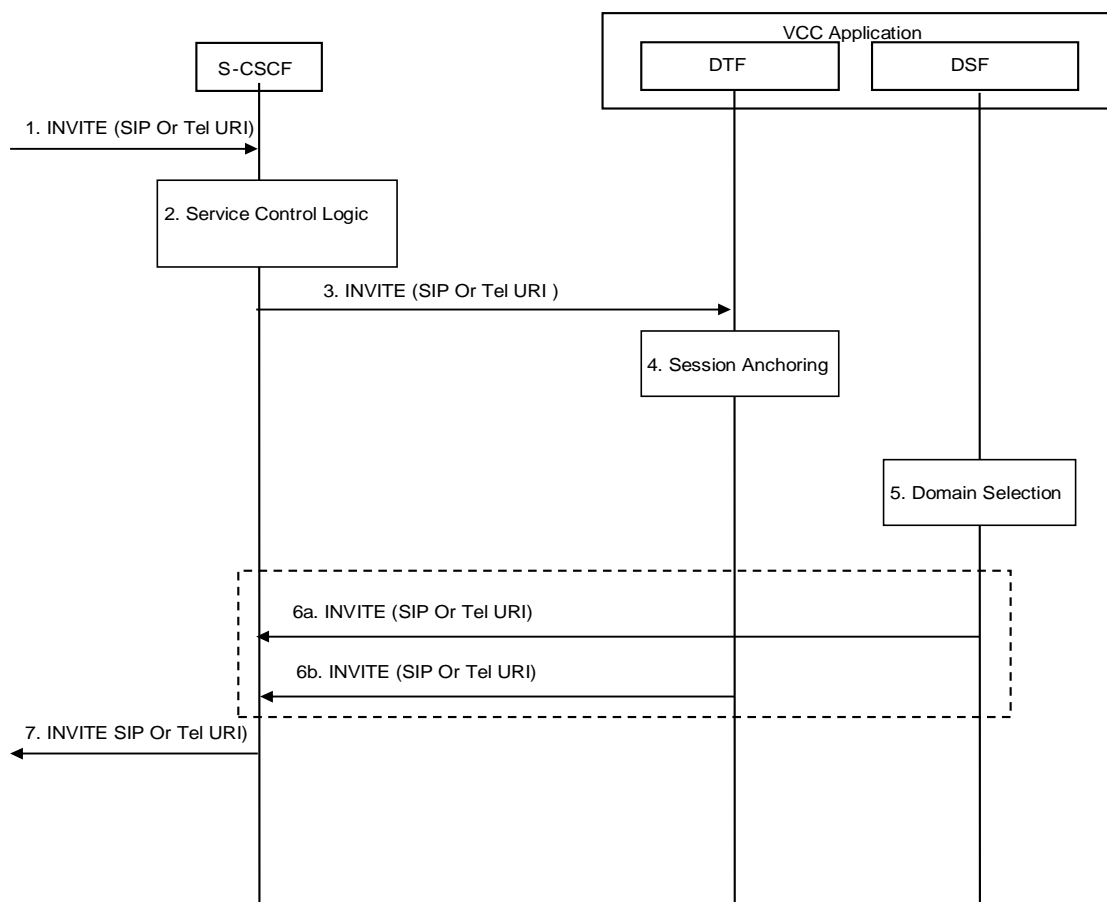 VCC Application
S-CSCF
DTF
DSF
1. INVITE (SIP Or Tel URI)
2. Service Control Logic
3. INVITE (SIP Or Tel URI )
4. Session Anchoring
5. Domain Selection
6a. INVITE (SIP Or Tel URI)
6b. INVITE (SIP Or Tel URI)
7. INVITE SIP Or Tel URI)